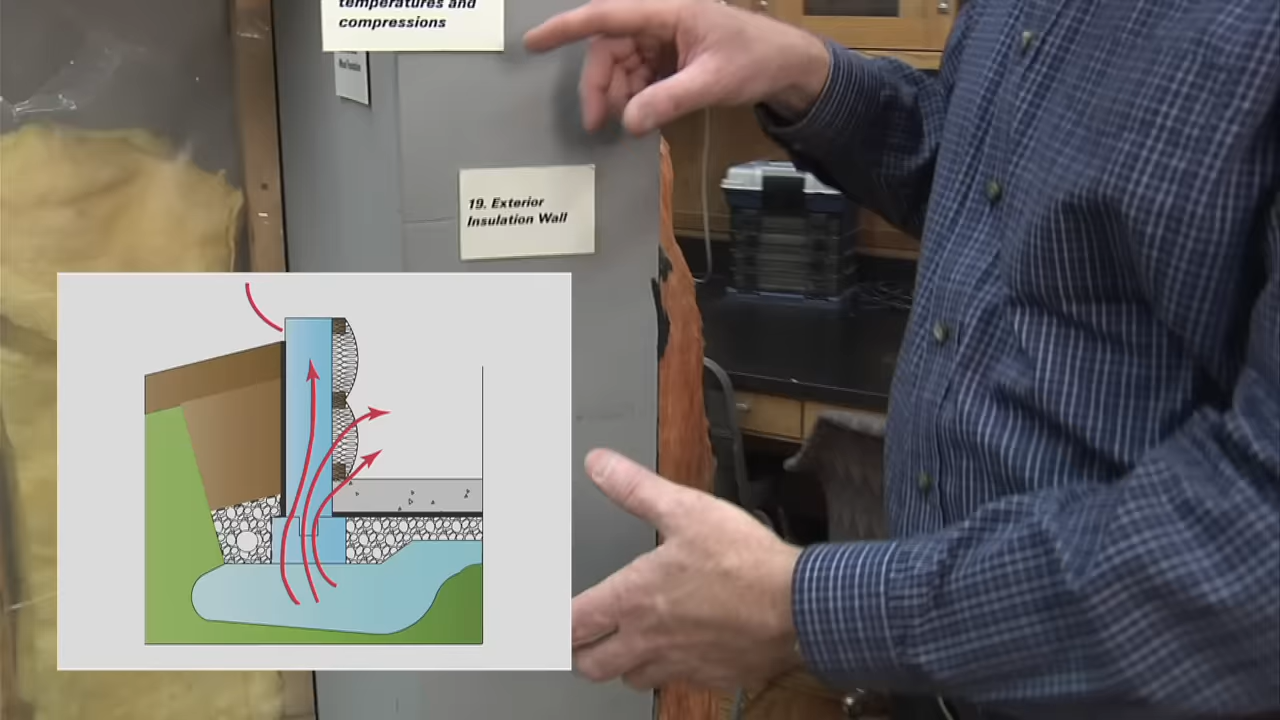 temperatures and
compressions
19. Exterior
Insulation Wall